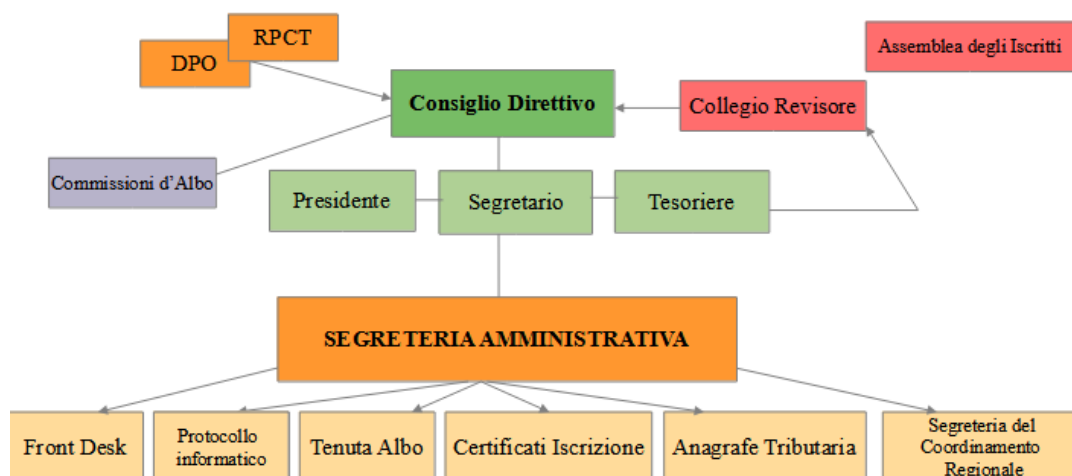 RPCT
DPO
Assemblea degli Iscritti
Consiglio Direttivo
Collegio Revisore
Commissioni d'Albo
Presidente
Segretario
Tesoriere
SEGRETERIA AMMINISTRATIVA
Front Desk
Protocollo
informatico
Tenuta Albo
Certificati Iscrizione
Anagrafe Tributaria
Segreteria del
Coordinamento
Regionale